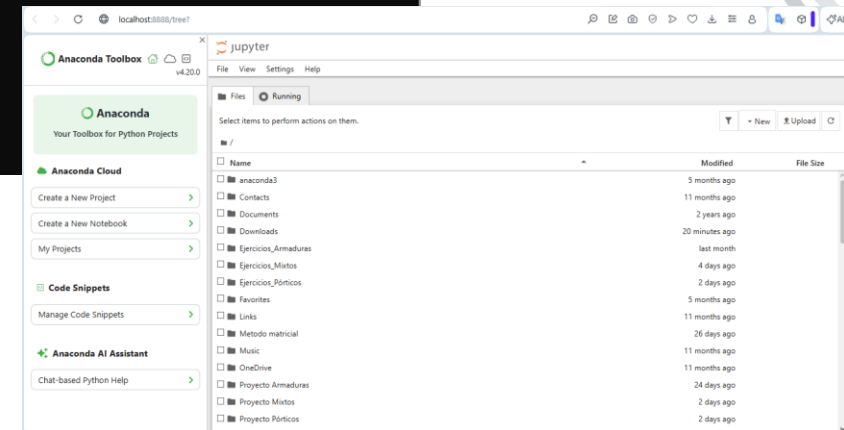 localhost:8888/tree?
AI
Anaconda Toolbox
v4.20.0
Anaconda
Your Toolbox for Python Projects
Anaconda Cloud
Create a New Project
Create a New Notebook
My Projects
Code Snippets
Manage Code Snippets
Anaconda AI Assistant
Chat-based Python Help
jupyter
File View Settings Help
Files Running
Select items to perform actions on them.
New Upload
/
Name Modified File Size
anaconda3 5 months ago
Contacts 11 months ago
Documents 2 years ago
Downloads 20 minutes ago
Ejercicios_Armaduras last month
Ejercicios_Mixtos 4 days ago
Ejercicios_Pórticos 2 days ago
Favorites 5 months ago
Links 11 months ago
Metodo matricial 26 days ago
Music 11 months ago
OneDrive 11 months ago
Proyecto Armaduras 24 days ago
Proyecto Mixtos 2 days ago
Proyecto Pórticos 2 days ago